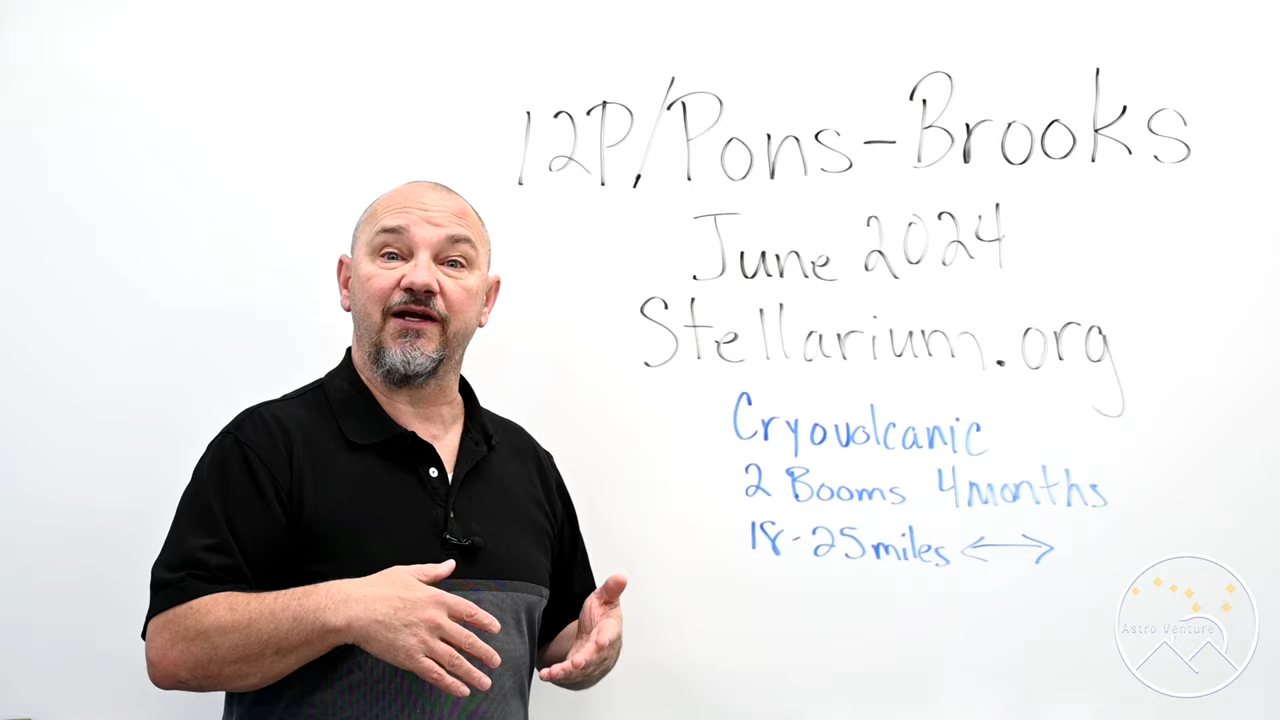 12P/Pons-Brooks
June 2024
Stellarium.org
Cryovolcanic
2 Booms 4months
18-25miles <-->
Astro Venture